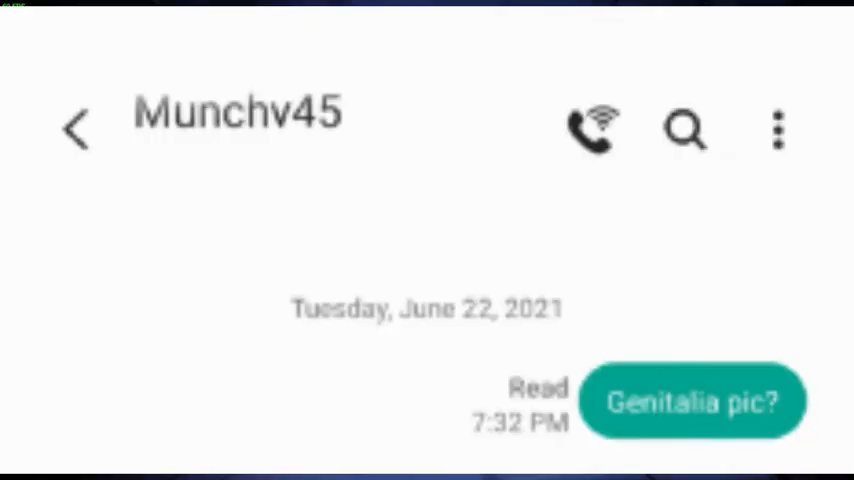 Munchv45
Tuesday, June 22, 2021
Read
7:32 PM
Genitalia pic?